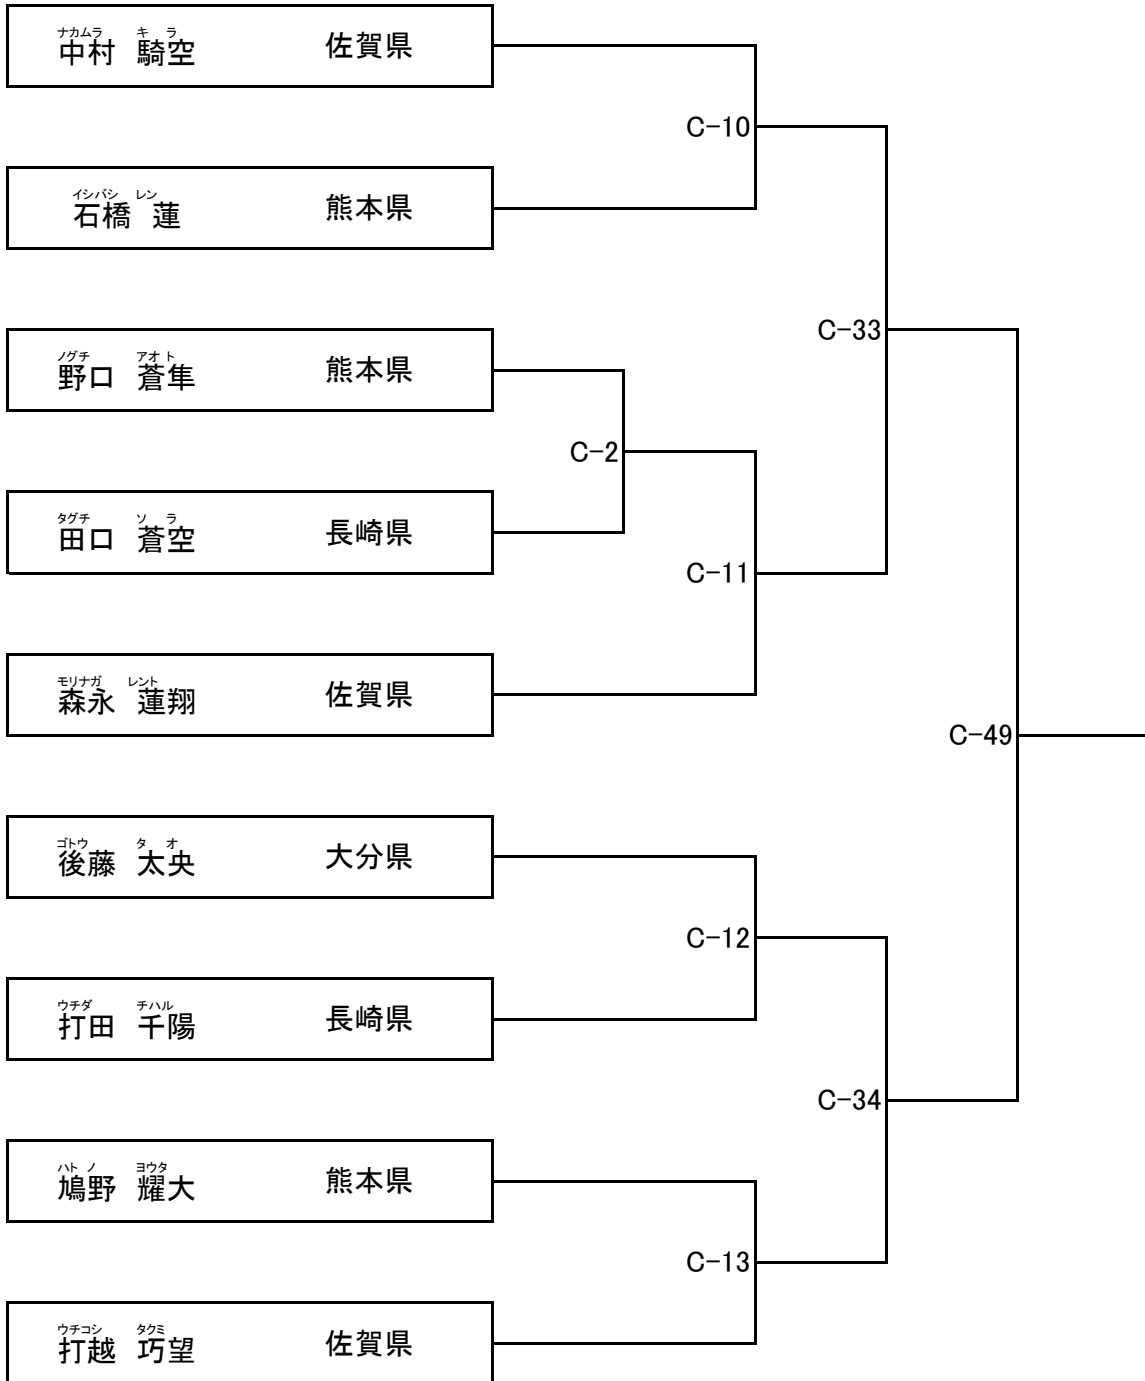 ナカムラ キ ラ
中村 騎空 佐賀県
C-10
イシバシ レン
石橋 蓮 熊本県
C-33
ノグチ アオト
野口 蒼隼 熊本県
C-2
タグチ ソ ラ
田口 蒼空 長崎県
C-11
モリナガ レント
森永 蓮翔 佐賀県
C-49
ゴトウ タ オ
後藤 太央 大分県
C-12
ウチダ チハル
打田 千陽 長崎県
C-34
ハト ノ ヨウタ
鳩野 耀大 熊本県
C-13
ウチコシ タクミ
打越 巧望 佐賀県